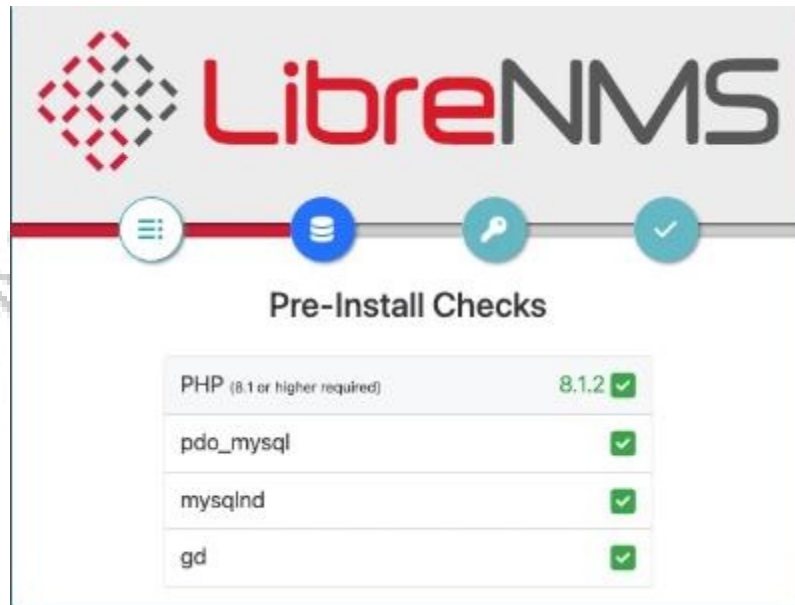 LibreNMS
Pre-Install Checks
PHP (8.1 or higher required) 8.1.2
pdo_mysql
mysqlnd
gd